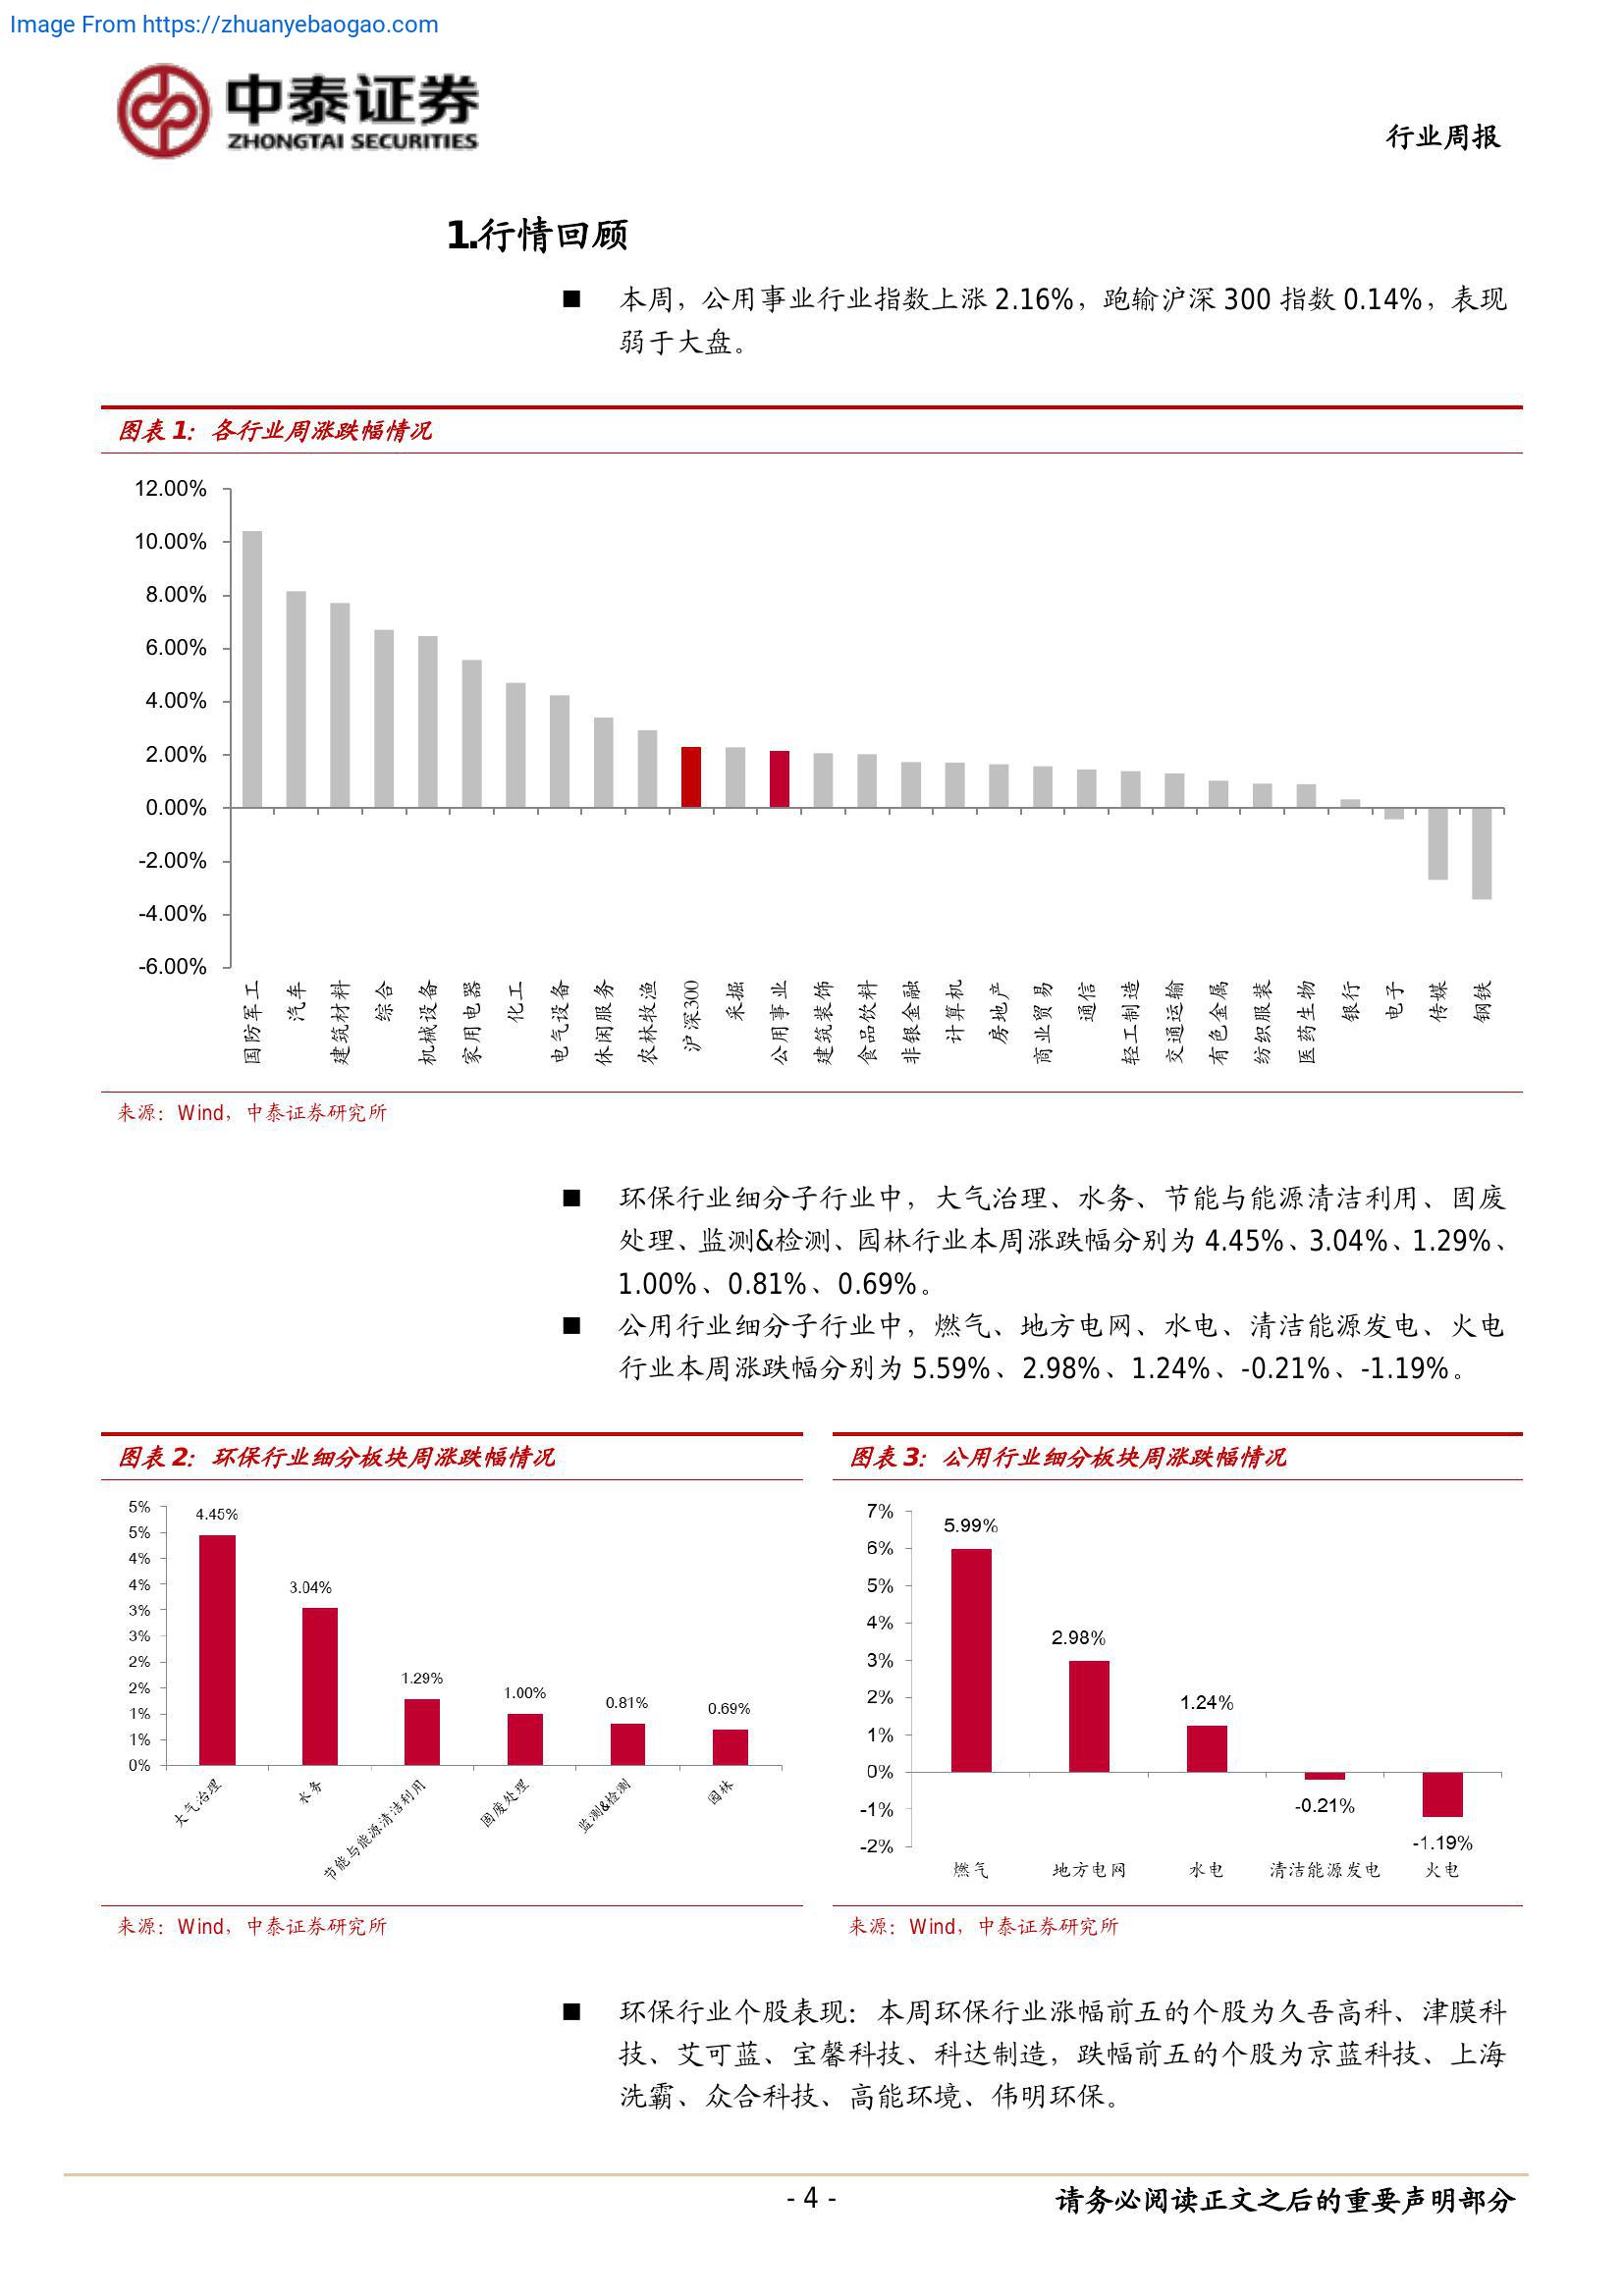 Image From https://zhuanyebaogao.com
中泰证券
ZHONGTAI SECURITIES
行业周报
1.行情回顾
■ 本周，公用事业行业指数上涨 2.16%，跑输沪深 300 指数 0.14%，表现
弱于大盘。
图表 1：各行业周涨跌幅情况
12.00%
10.00%
8.00%
6.00%
4.00%
2.00%
0.00%
-2.00%
-4.00%
-6.00%
国防军工
汽车
建筑材料
综合
机械设备
家用电器
化工
电气设备
休闲服务
农林牧渔
沪深300
采掘
公用事业
建筑装饰
食品饮料
非银金融
计算机
房地产
商业贸易
通信
轻工制造
交通运输
有色金属
纺织服装
医药生物
银行
电子
传媒
钢铁
来源：Wind，中泰证券研究所
■ 环保行业细分子行业中，大气治理、水务、节能与能源清洁利用、固废
处理、监测&检测、园林行业本周涨跌幅分别为 4.45%、3.04%、1.29%、
1.00%、0.81%、0.69%。
■ 公用行业细分子行业中，燃气、地方电网、水电、清洁能源发电、火电
行业本周涨跌幅分别为 5.59%、2.98%、1.24%、-0.21%、-1.19%。
图表 2：环保行业细分板块周涨跌幅情况
5%
5%
4%
4%
3%
3%
2%
2%
1%
1%
0%
4.45%
3.04%
1.29%
1.00%
0.81%
0.69%
大气治理
水务
节能与能源清洁利用
固废处理
监测&检测
园林
来源：Wind，中泰证券研究所
图表 3：公用行业细分板块周涨跌幅情况
7%
6%
5%
4%
3%
2%
1%
0%
-1%
-2%
5.99%
2.98%
1.24%
-0.21%
-1.19%
燃气
地方电网
水电
清洁能源发电
火电
来源：Wind，中泰证券研究所
■ 环保行业个股表现：本周环保行业涨幅前五的个股为久吾高科、津膜科
技、艾可蓝、宝馨科技、科达制造，跌幅前五的个股为京蓝科技、上海
洗霸、众合科技、高能环境、伟明环保。
- 4 -
请务必阅读正文之后的重要声明部分